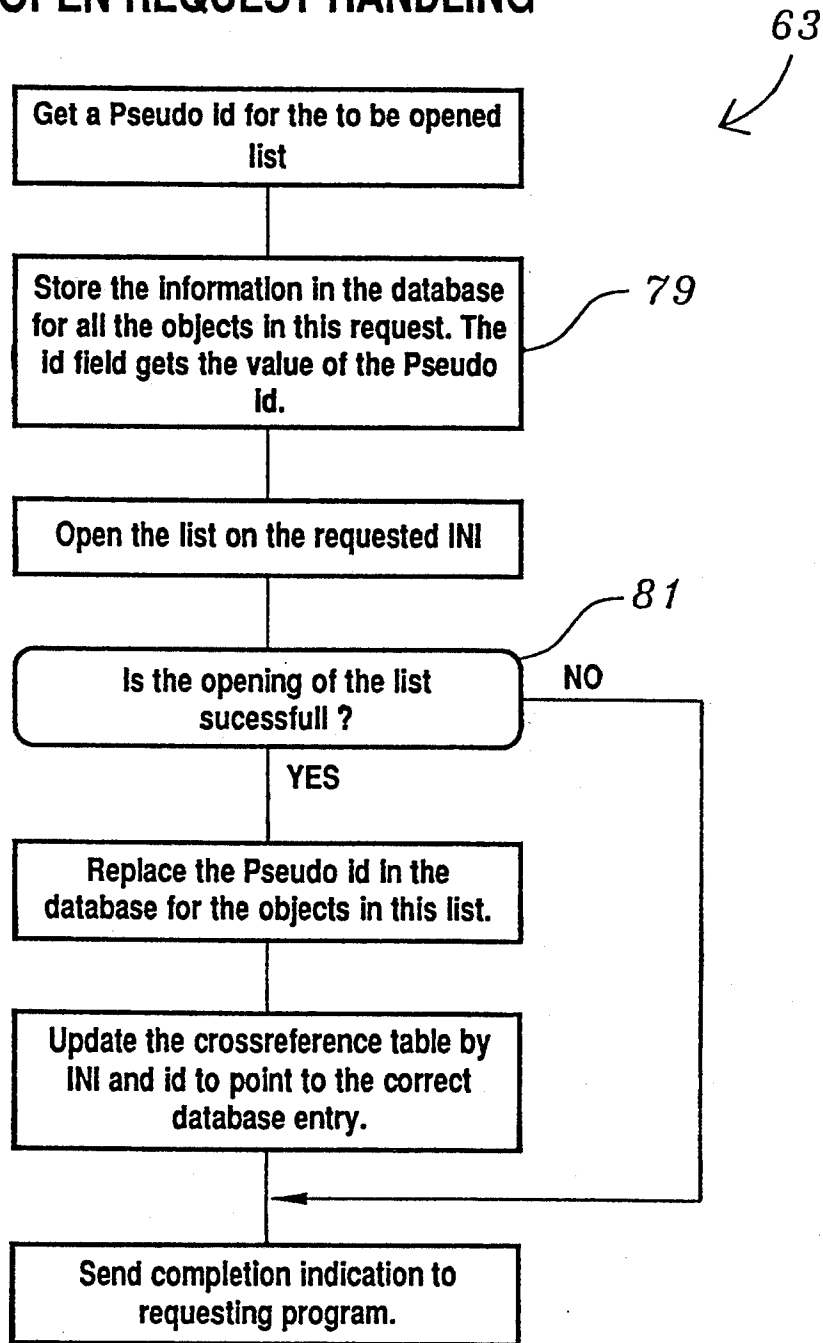 OPEN REQUEST HANDLING
63
Get a Pseudo id for the to be opened
list
Store the information in the database
for all the objects in this request. The
id field gets the value of the Pseudo
id.
79
Open the list on the requested INI
81
Is the opening of the list
sucessfull ?
NO
YES
Replace the Pseudo id in the
database for the objects in this list.
Update the crossreference table by
INI and id to point to the correct
database entry.
Send completion indication to
requesting program.